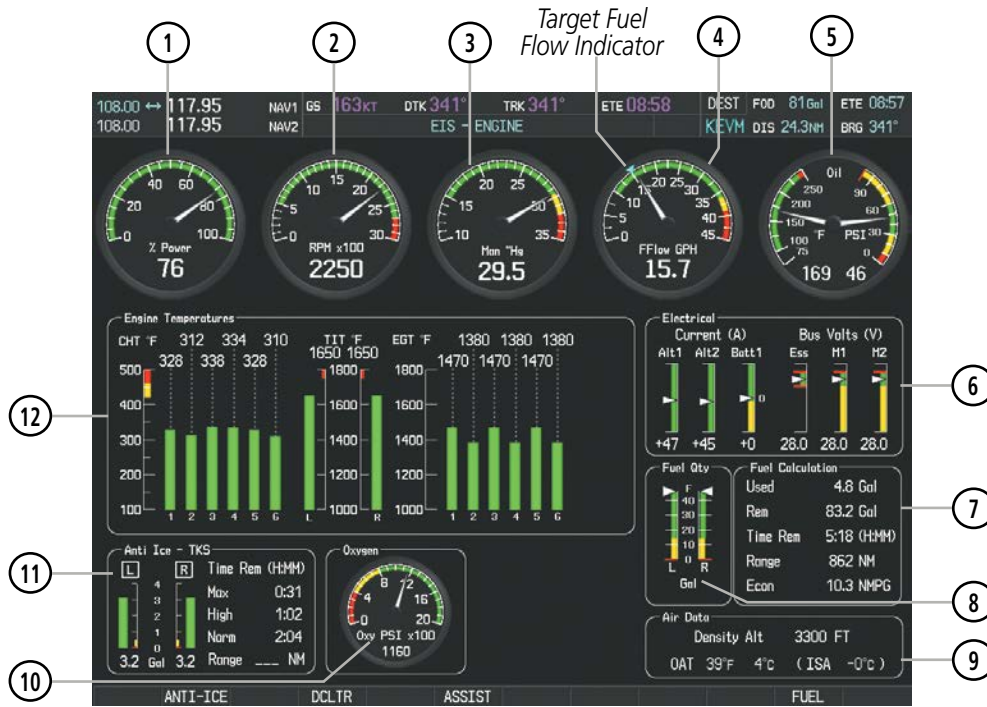 Target Fuel
Flow Indicator
1
2
3
4
5
108.00 ↔ 117.95 NAV1 GS 163KT DTK 341° TRK 341° ETE 08:58 DEST FOD 81Gal ETE 08:57
108.00 117.95 NAV2 EIS - ENGINE KEVM DIS 24.3NM BRG 341°
0 20 40 60 80 100
% Power
76
0 5 10 15 20 25 30
RPM x100
2250
10 20 30 35
Man "Hg
29.5
0 5 10 15 20 25 30 35 40 45
FFlow GPH
15.7
Oil
250 200 150 100 75
°F
169
90 60 30 0
PSI
46
Engine Temperatures
CHT °F 312 334 310 TIT °F EGT °F 1380 1380 1380
328 338 328 1650 1650 1470 1470 1470
500 1800 1800 1800
400 1600 1600 1600
300 1400 1400 1400
200 1200 1200 1200
100 1000 1000 1000
1 2 3 4 5 6 L R 1 2 3 4 5 6
12
Electrical
Current (A) Bus Volts (V)
Alt1 Alt2 Batt1 Ess M1 M2
0
+47 +45 +0 28.0 28.0 28.0
6
Fuel Qty
F
40
30
20
10
0
L R
Gal
8
Fuel Calculation
Used 4.8 Gal
Rem 83.2 Gal
Time Rem 5:18 (H:MM)
Range 862 NM
Econ 10.3 NMPG
7
Anti Ice - TKS
L R Time Rem (H:MM)
4
3
2
1
0
Max 0:31
High 1:02
Norm 2:04
3.2 Gal 3.2 Range ___ NM
11
Oxygen
0 4 8 12 16 20
Oxy PSI x100
1160
10
Air Data
Density Alt 3300 FT
OAT 39°F 4°C (ISA -0°C)
9
ANTI-ICE DCLTR ASSIST FUEL